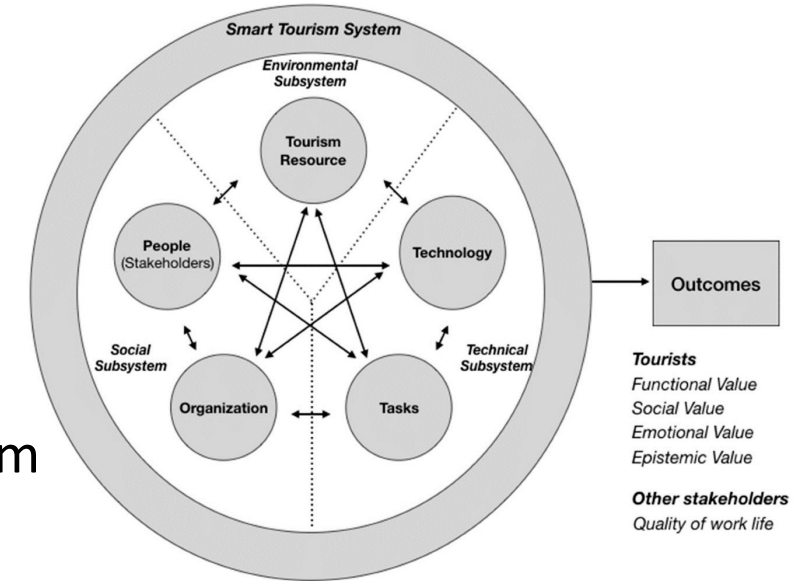 Smart Tourism System
Environmental
Subsystem
Tourism
Resource
People
(Stakeholders)
Technology
Outcomes
Social
Subsystem
Technical
Subsystem
Organization
Tasks
Tourists
Functional Value
Social Value
Emotional Value
Epistemic Value
Other stakeholders
Quality of work life
m